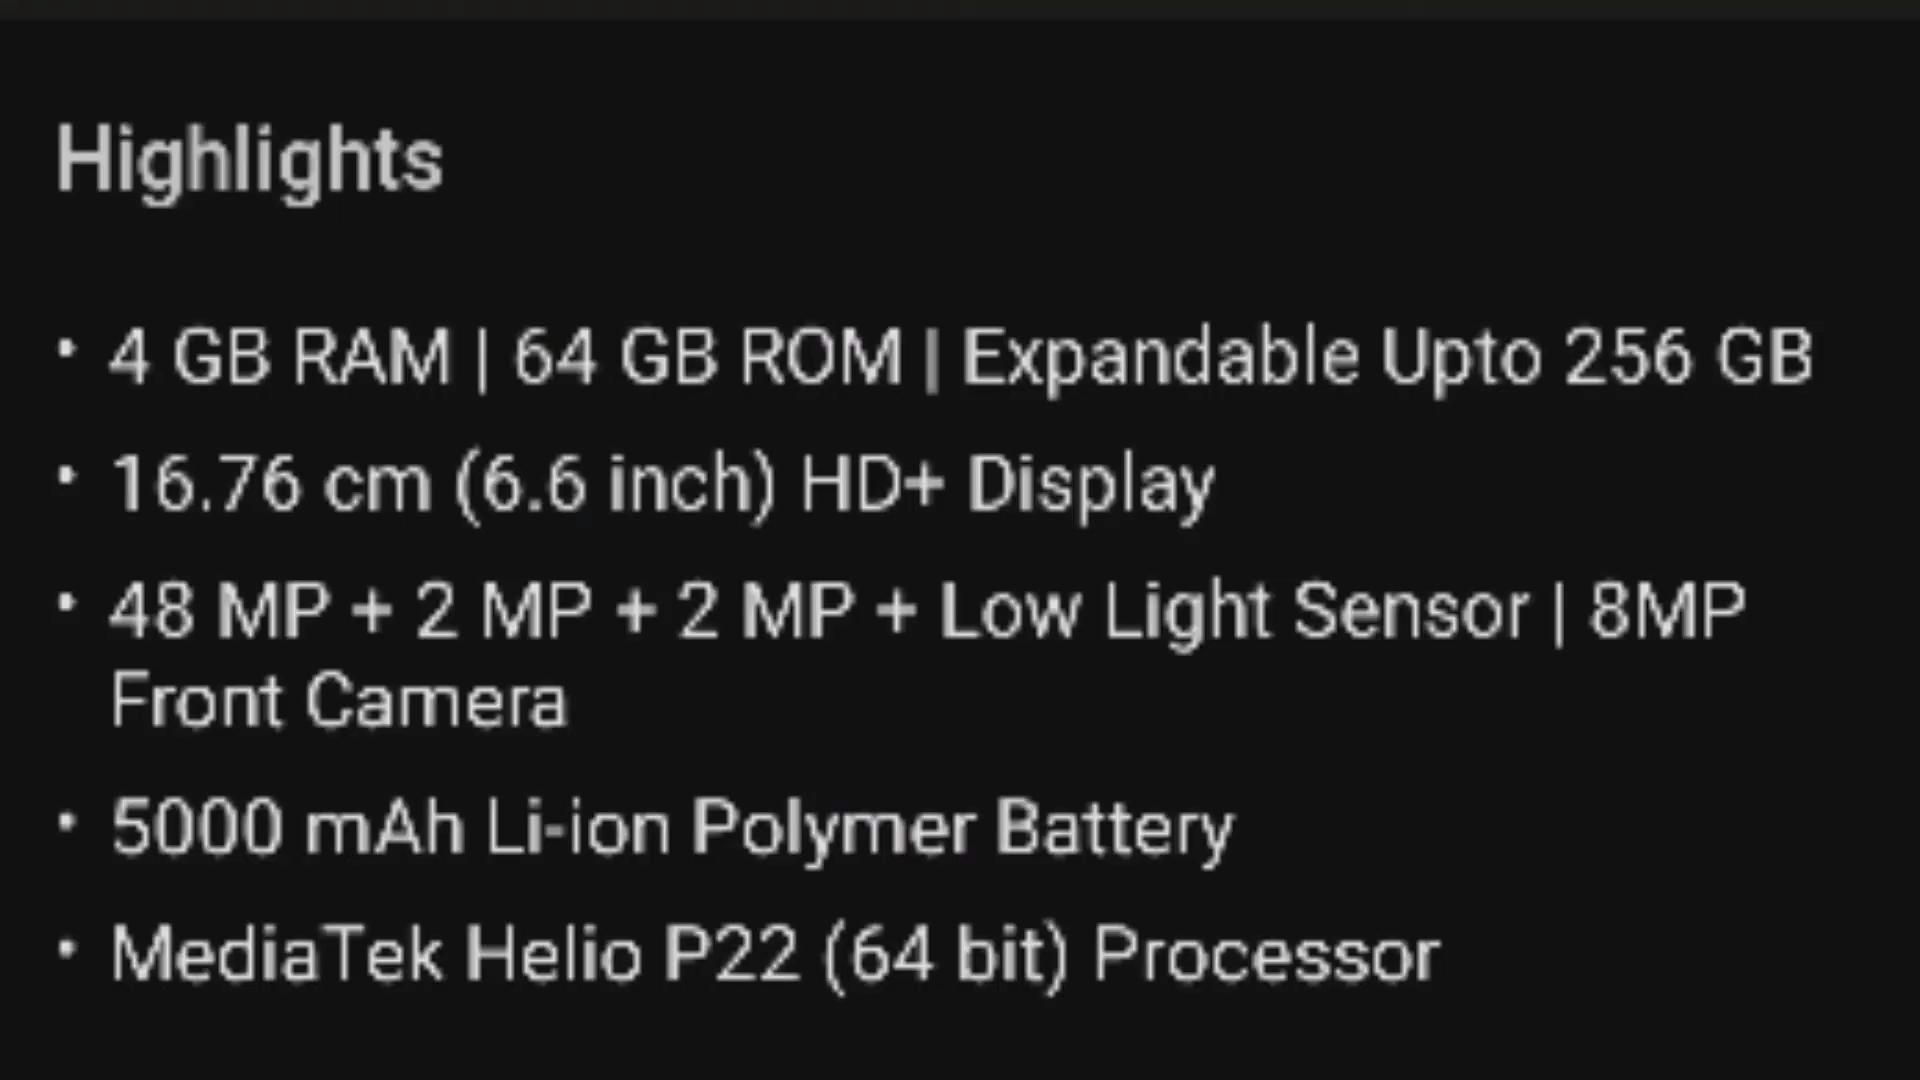 Highlights
• 4 GB RAM | 64 GB ROM | Expandable Upto 256 GB
• 16.76 cm (6.6 inch) HD+ Display
• 48 MP + 2 MP + 2 MP + Low Light Sensor | 8MP
Front Camera
• 5000 mAh Li-ion Polymer Battery
• MediaTek Helio P22 (64 bit) Processor